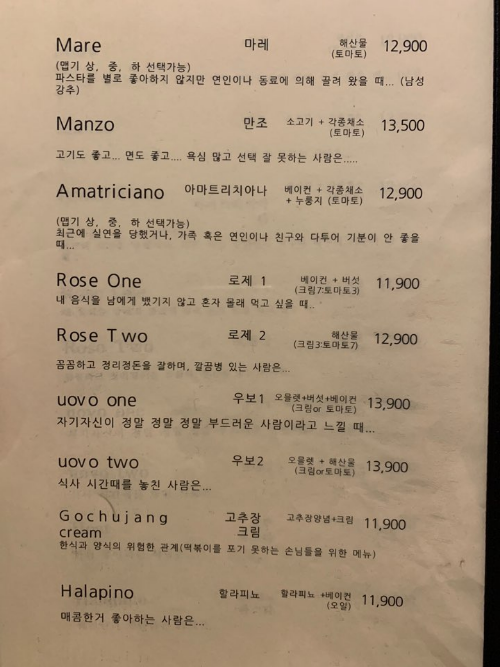 Mare 마레 해산물 12,900
(토마토)
(맵기 상, 중, 하 선택가능)
파스타를 별로 좋아하지 않지만 연인이나 동료에 의해 끌려 왔을 때... (남성
강추)
Manzo 만조 소고기 + 각종채소 13,500
(토마토)
고기도 좋고... 면도 좋고.... 욕심 많고 선택 잘 못하는 사람은.....
Amatriciano 아마트리치아나 베이컨 + 각종채소 12,900
+ 누룽지 (토마토)
(맵기 상, 중, 하 선택가능)
최근에 실연을 당했거나, 가족 혹은 연인이나 친구와 다투어 기분이 안 좋을
때...
Rose One 로제 1 베이컨 + 버섯 11,900
(크림7:토마토3)
내 음식을 남에게 뺐기지 않고 혼자 몰래 먹고 싶을 때..
Rose Two 로제 2 해산물 12,900
(크림3:토마토7)
꼼꼼하고 정리정돈을 잘하며, 깔끔병 있는 사람은...
uovo one 우보1 오믈렛+버섯+베이컨 13,900
(크림or 토마토)
자기자신이 정말 정말 정말 부드러운 사람이라고 느낄 때...
uovo two 우보2 오믈렛 + 해산물 13,900
(크림or토마토)
식사 시간때를 놓친 사람은...
Gochujang 고추장 고추장양념+크림 11,900
cream 크림
한식과 양식의 위험한 관계(떡볶이를 포기 못하는 손님들을 위한 메뉴)
Halapino 할라피뇨 할라피뇨 +베이컨 11,900
(오일)
매콤한거 좋아하는 사람은...